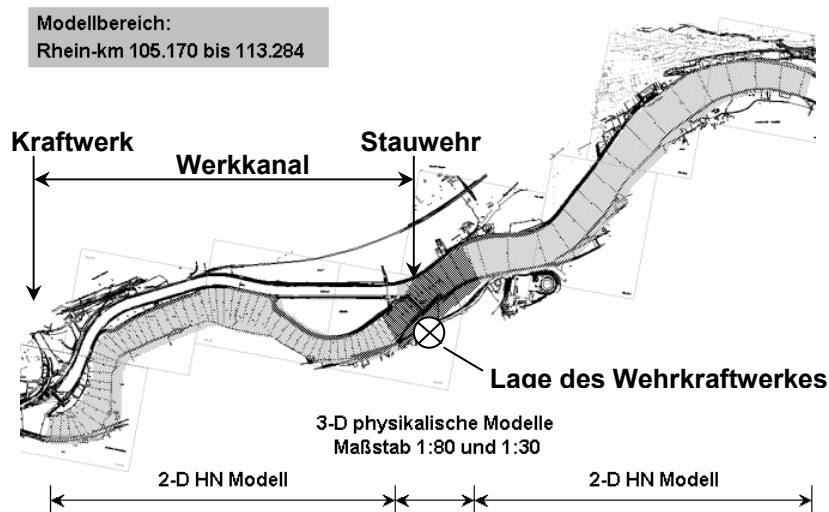 Modellbereich:
Rhein-km 105.170 bis 113.284
Kraftwerk
Stauwehr
Werkkanal
Lage des Wehrkraftwerkes
3-D physikalische Modelle
Maßstab 1:80 und 1:30
2-D HN Modell
2-D HN Modell